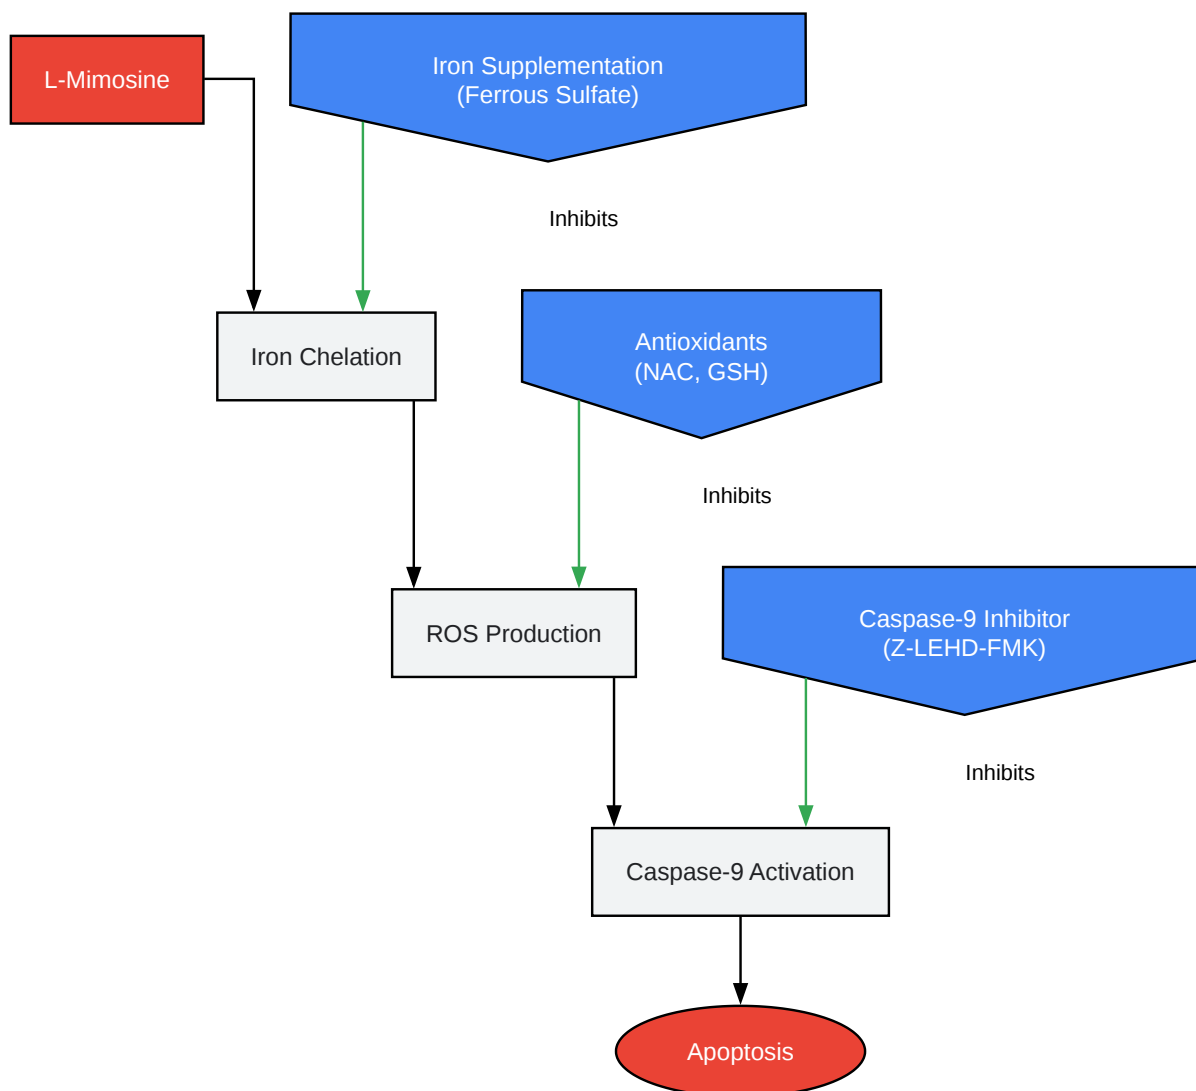 L-Mimosine
Iron Supplementation
(Ferrous Sulfate)
Inhibits
Iron Chelation
Antioxidants
(NAC, GSH)
Inhibits
ROS Production
Caspase-9 Inhibitor
(Z-LEHD-FMK)
Inhibits
Caspase-9 Activation
Apoptosis